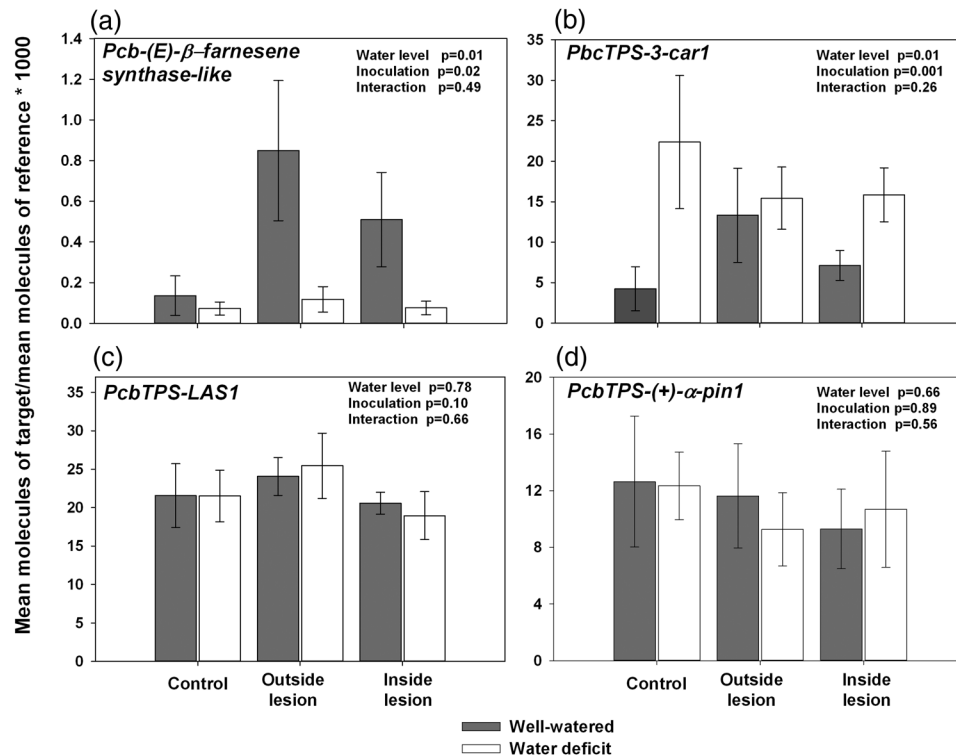 Mean molecules of target/mean molecules of reference * 1000
(a)
Pcb-(E)-β–farnesene
synthase-like
Water level p=0.01
Inoculation p=0.02
Interaction p=0.49
1.4
1.2
1.0
0.8
0.6
0.4
0.2
0.0
(b)
PbcTPS-3-car1
Water level p=0.01
Inoculation p=0.001
Interaction p=0.26
35
30
25
20
15
10
5
0
(c)
PcbTPS-LAS1
Water level p=0.78
Inoculation p=0.10
Interaction p=0.66
35
30
25
20
15
10
5
0
Control
Outside
lesion
Inside
lesion
(d)
PcbTPS-(+)-α-pin1
Water level p=0.66
Inoculation p=0.89
Interaction p=0.56
20
16
12
8
4
0
Control
Outside
lesion
Inside
lesion
Well-watered
Water deficit